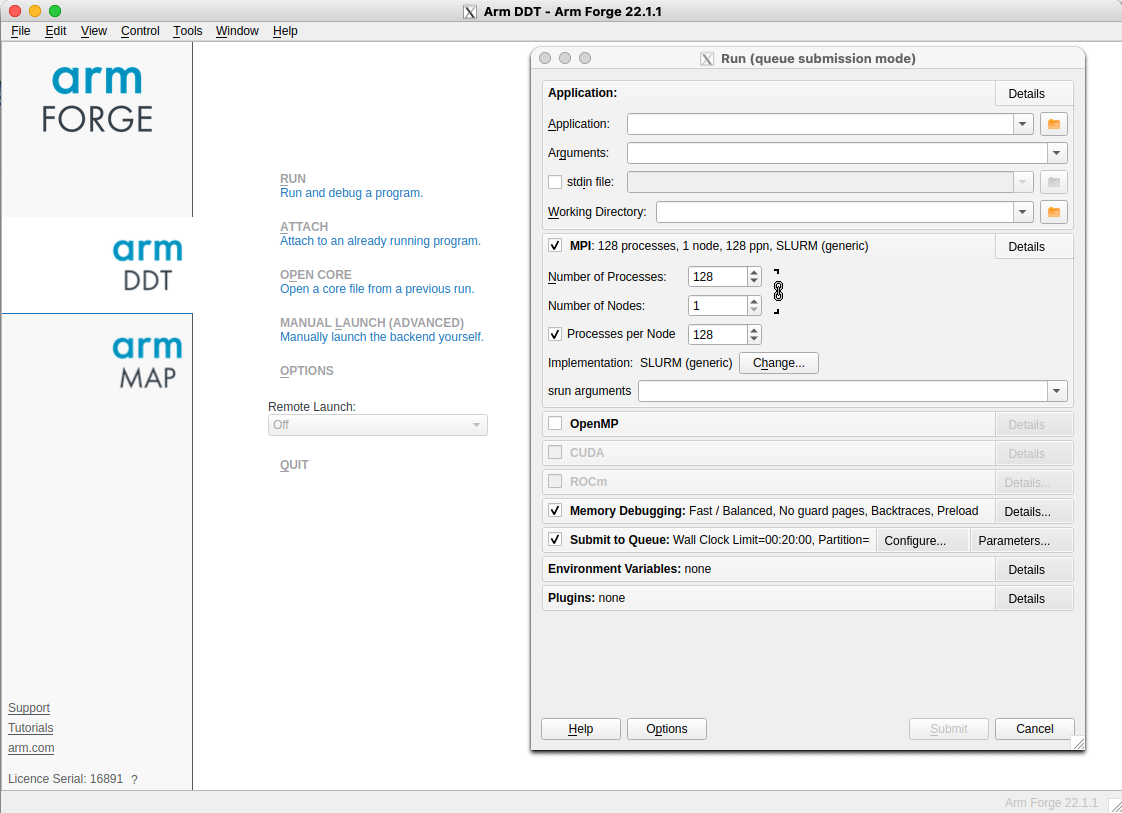 Arm DDT - Arm Forge 22.1.1
File Edit View Control Tools Window Help
arm
FORGE
arm
DDT
arm
MAP
Support
Tutorials
arm.com
Licence Serial: 16891 ?
RUN
Run and debug a program.
ATTACH
Attach to an already running program.
OPEN CORE
Open a core file from a previous run.
MANUAL LAUNCH (ADVANCED)
Manually launch the backend yourself.
OPTIONS
Remote Launch:
Off
QUIT
Run (queue submission mode)
Application: Details
Application:
Arguments:
stdin file:
Working Directory:
MPI: 128 processes, 1 node, 128 ppn, SLURM (generic) Details
Number of Processes: 128
Number of Nodes: 1
Processes per Node 128
Implementation: SLURM (generic) Change...
srun arguments
OpenMP Details
CUDA Details
ROCm Details...
Memory Debugging: Fast / Balanced, No guard pages, Backtraces, Preload Details...
Submit to Queue: Wall Clock Limit=00:20:00, Partition= Configure... Parameters...
Environment Variables: none Details
Plugins: none Details
Help Options Submit Cancel
Arm Forge 22.1.1